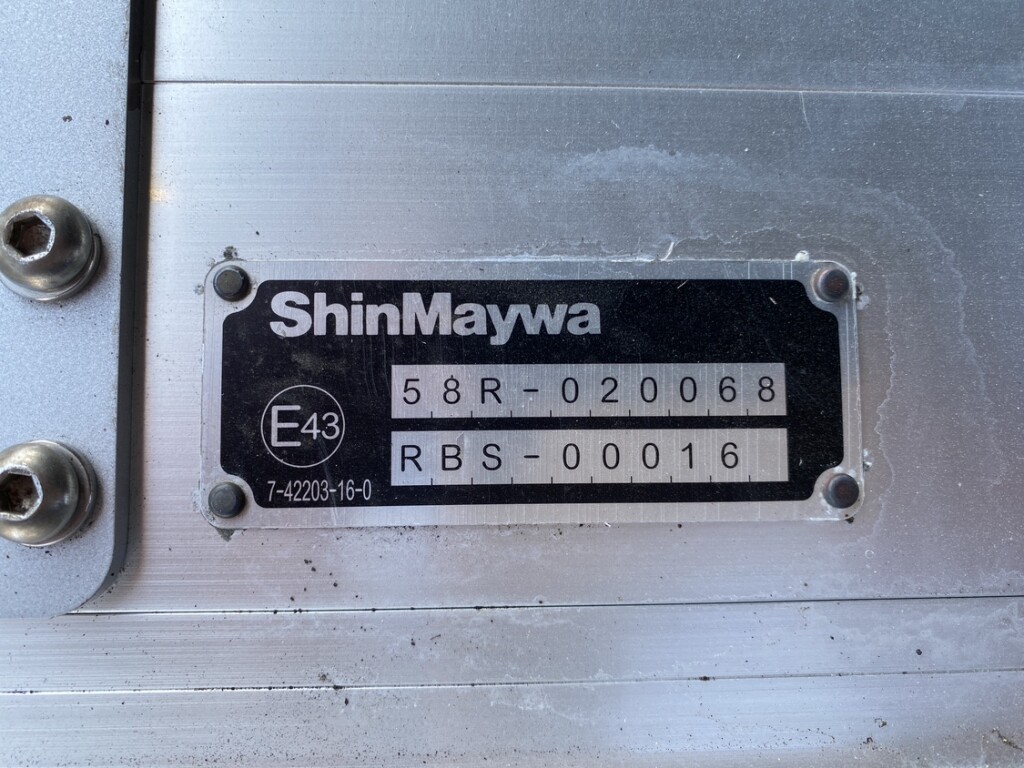 ShinMaywa
58R-020068
E43
RBS-00016
7-42203-16-0